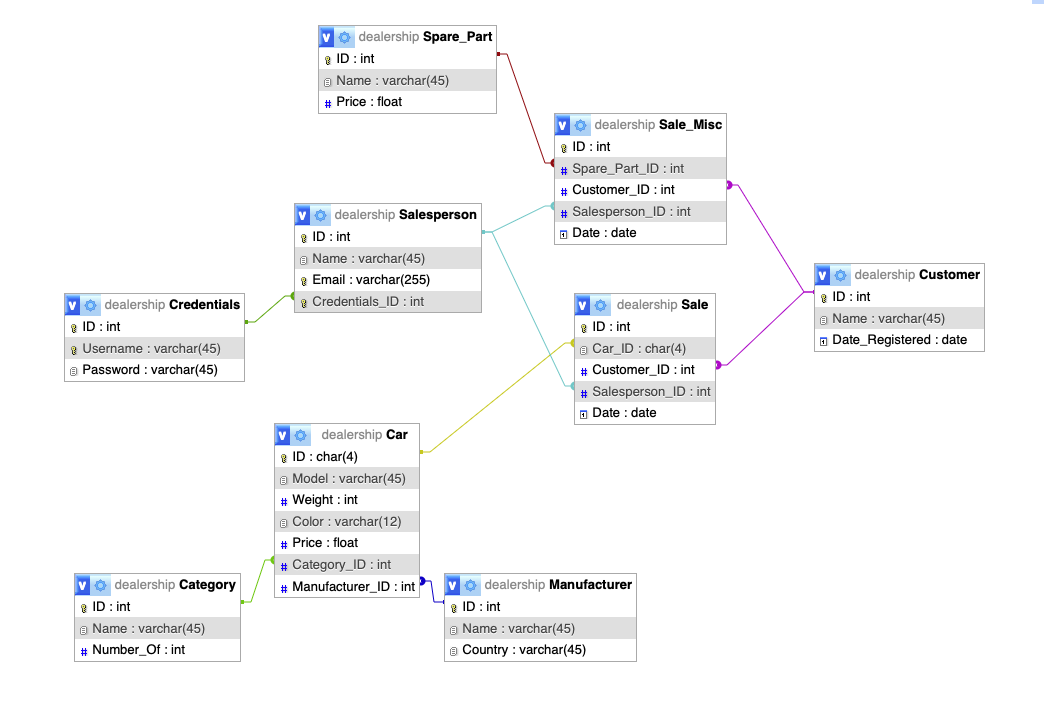 dealership Spare_Part
ID : int
Name : varchar(45)
Price : float
dealership Sale_Misc
ID : int
Spare_Part_ID : int
Customer_ID : int
Salesperson_ID : int
Date : date
dealership Salesperson
ID : int
Name : varchar(45)
Email : varchar(255)
Credentials_ID : int
dealership Customer
ID : int
Name : varchar(45)
Date_Registered : date
dealership Credentials
ID : int
Username : varchar(45)
Password : varchar(45)
dealership Sale
ID : int
Car_ID : char(4)
Customer_ID : int
Salesperson_ID : int
Date : date
dealership Car
ID : char(4)
Model : varchar(45)
Weight : int
Color : varchar(12)
Price : float
Category_ID : int
Manufacturer_ID : int
dealership Category
ID : int
Name : varchar(45)
Number_Of : int
dealership Manufacturer
ID : int
Name : varchar(45)
Country : varchar(45)